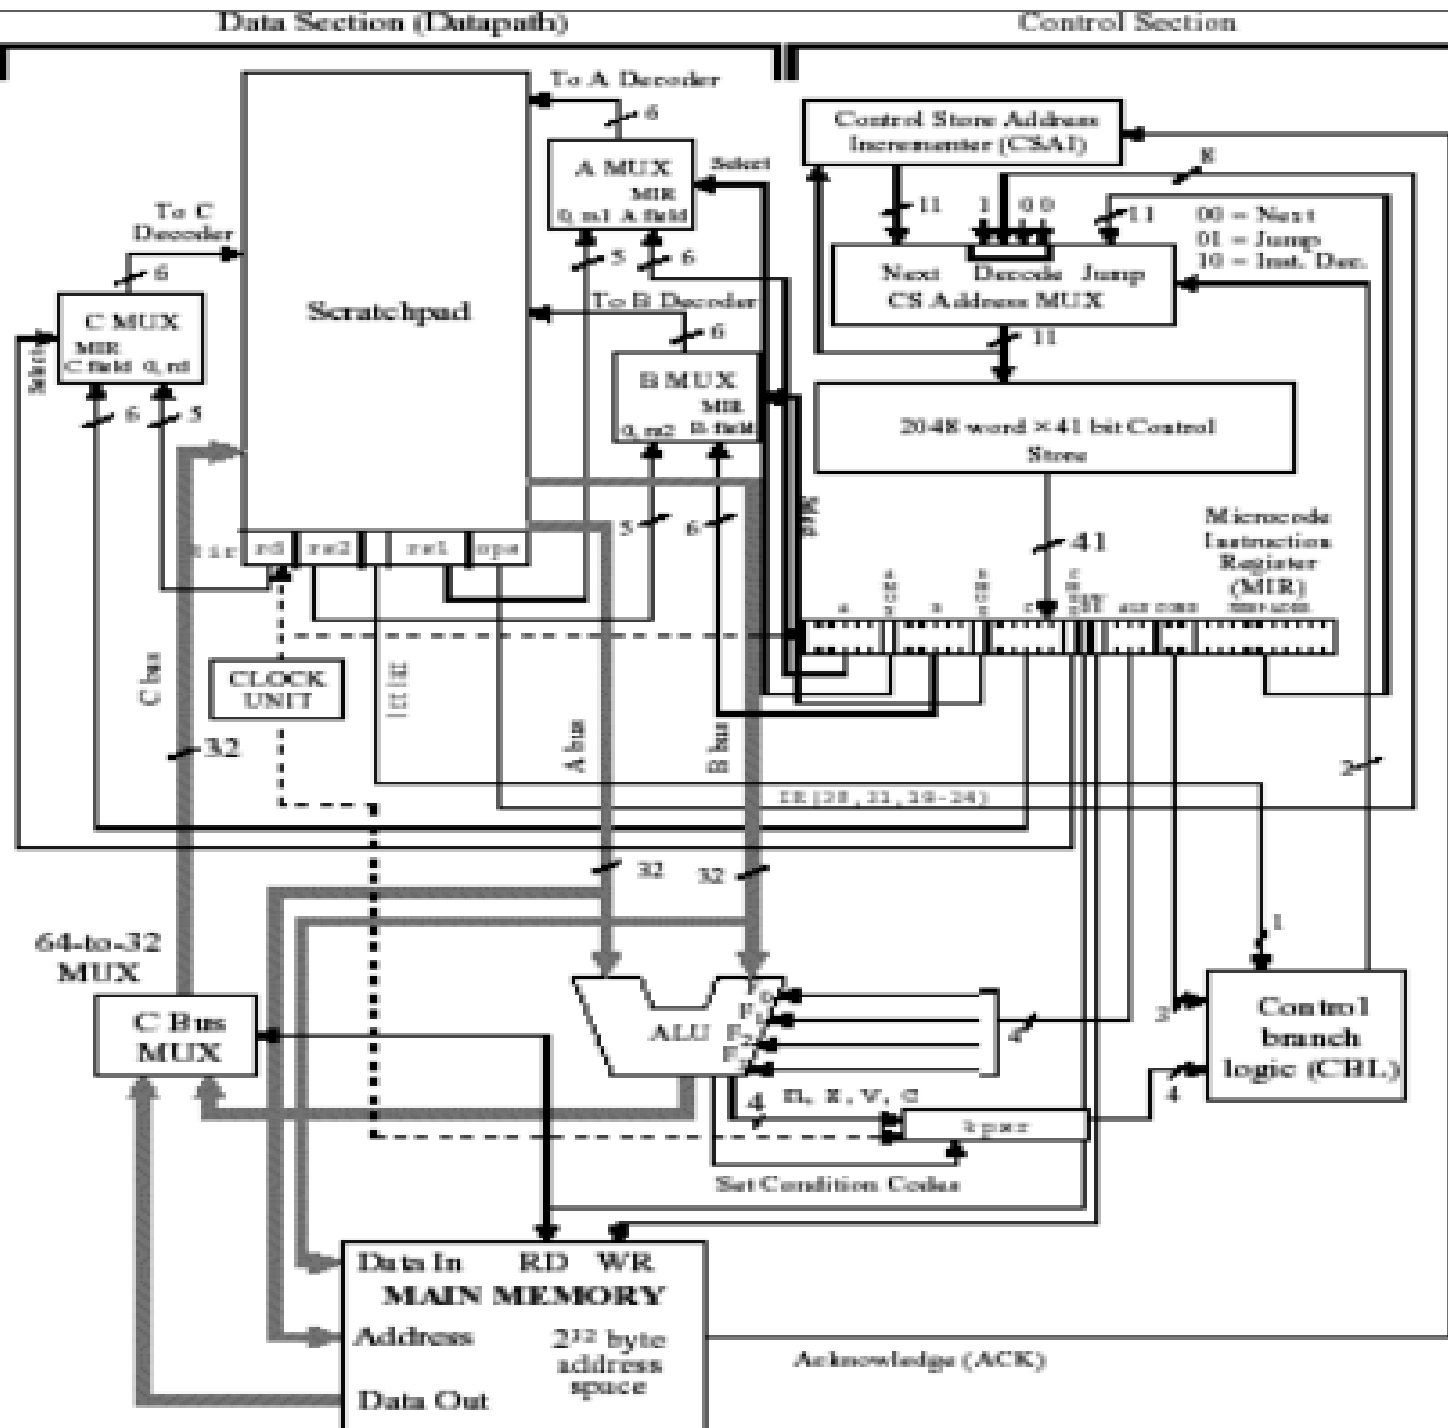 Data Section (Datapath)
Control Section
To A Decoder
6
A MUX
MIR
A field
Select
5
6
To C
Decoder
6
C MUX
MIR
C field 0, rd
6
5
Scratchpad
To B Decoder
6
B MUX
MIR
B field
5
6
Control Store Address
Incrementer (CSAI)
8
11
1
0 0
11
00 = Next
01 = Jump
10 = Inst. Dec.
Next Decode Jump
CS Address MUX
11
2048 word × 41 bit Control
Store
41
Microcode
Instruction
Register
(MIR)
rd
rs2
rs1
ops
CLOCK
UNIT
C bus
32
A bus
B bus
2
32
32
64-to-32
MUX
C Bus
MUX
ALU
4
1
Control
branch
logic (CBL)
4
4
Set Condition Codes
Data In RD WR
MAIN MEMORY
Address
byte
address
space
Data Out
Acknowledge (ACK)